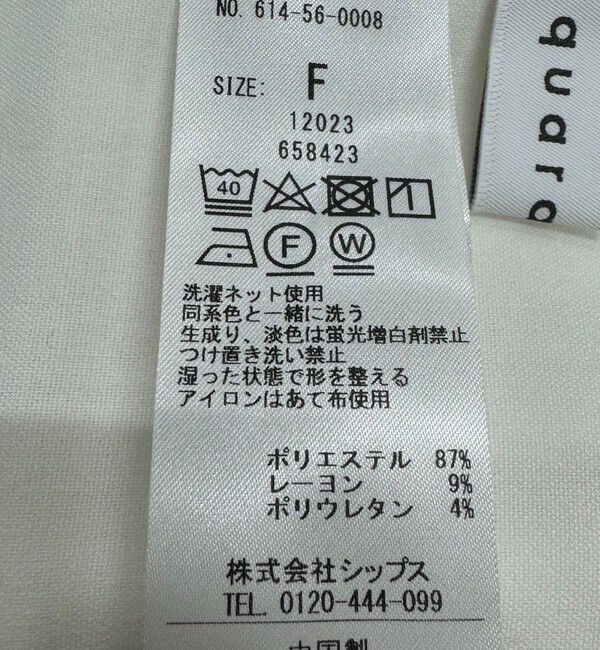 NO. 614-56-0008
SIZE: F
12023
658423
40
F W
洗濯ネット使用
同系色と一緒に洗う
生成り、淡色は蛍光増白剤禁止
つけ置き洗い禁止
湿った状態で形を整える
アイロンはあて布使用
ポリエステル 87%
レーヨン 9%
ポリウレタン 4%
株式会社シップス
TEL. 0120-444-099
中国製
quar